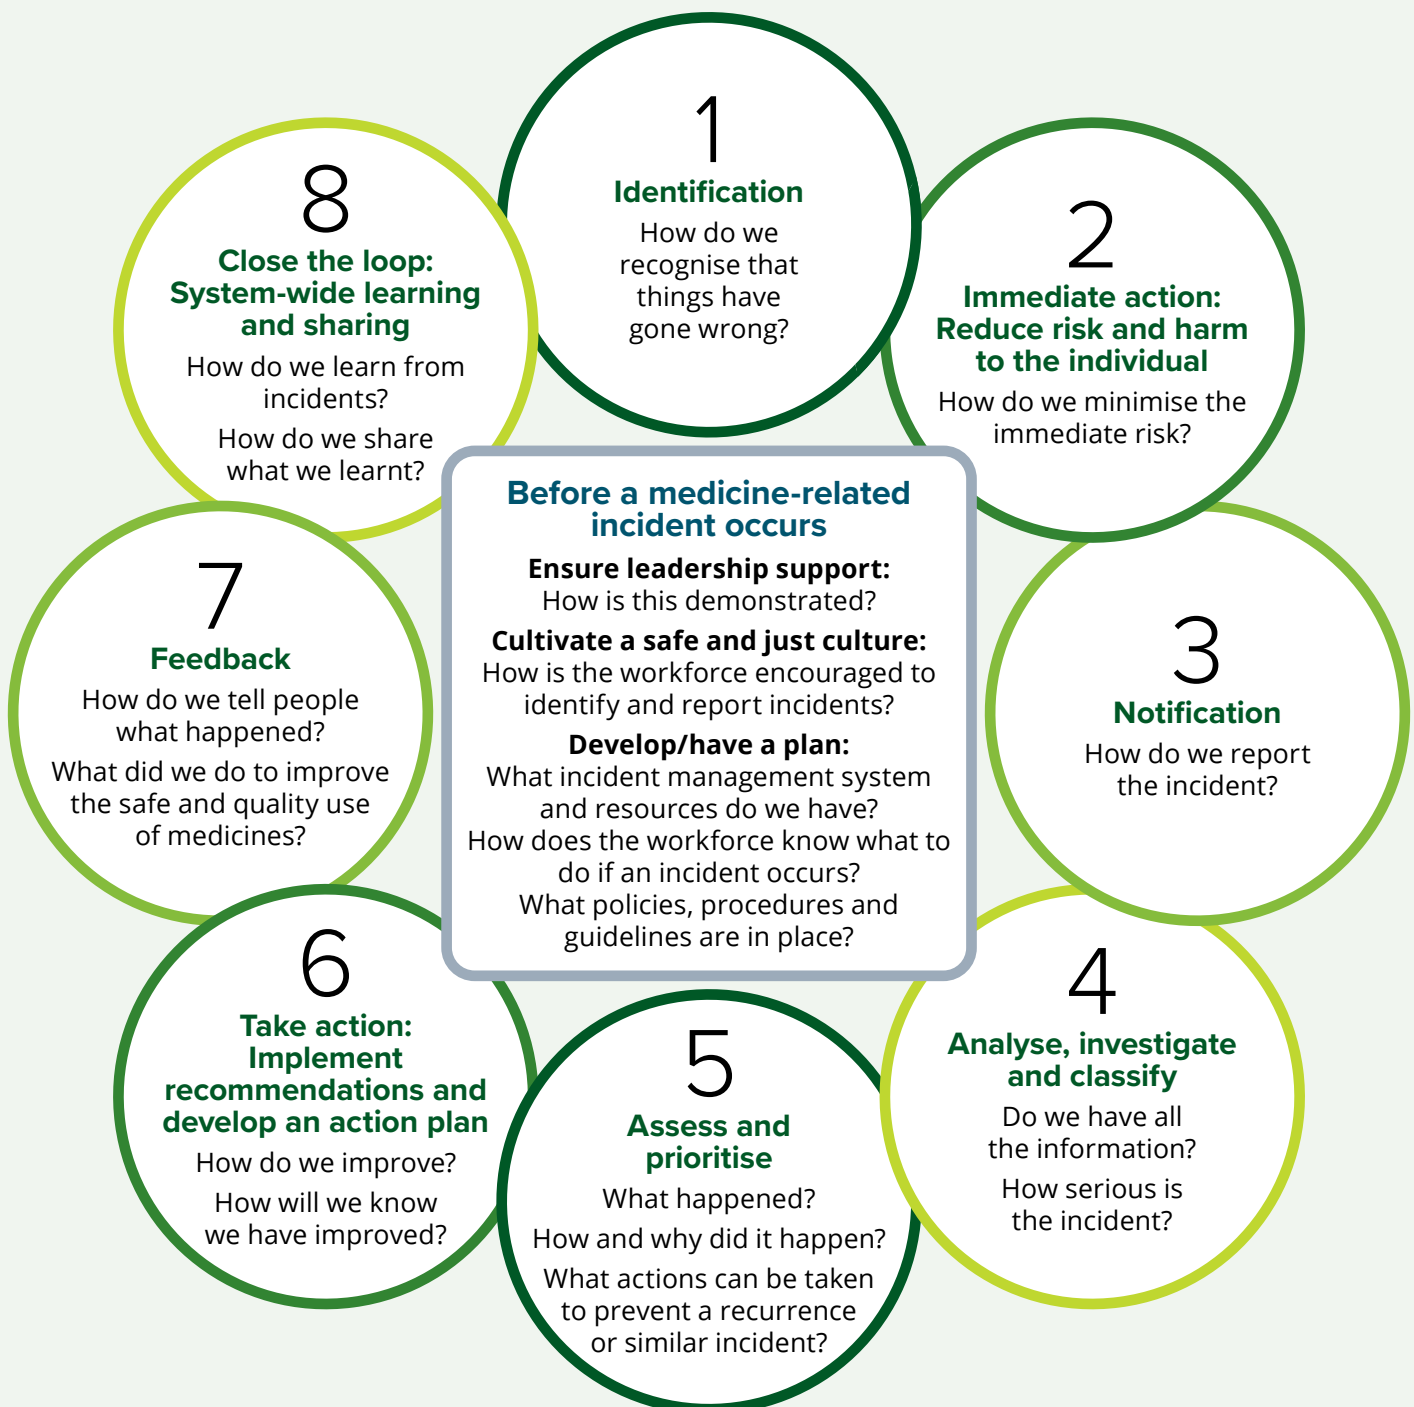 1
Identification
How do we
recognise that
things have
gone wrong?
2
Immediate action:
Reduce risk and harm
to the individual
How do we minimise the
immediate risk?
3
Notification
How do we report
the incident?
4
Analyse, investigate
and classify
Do we have all
the information?
How serious is
the incident?
5
Assess and
prioritise
What happened?
How and why did it happen?
What actions can be taken
to prevent a recurrence
or similar incident?
6
Take action:
Implement
recommendations and
develop an action plan
How do we improve?
How will we know
we have improved?
7
Feedback
How do we tell people
what happened?
What did we do to improve
the safe and quality use
of medicines?
8
Close the loop:
System-wide learning
and sharing
How do we learn from
incidents?
How do we share
what we learnt?
Before a medicine-related
incident occurs
Ensure leadership support:
How is this demonstrated?
Cultivate a safe and just culture:
How is the workforce encouraged to
identify and report incidents?
Develop/have a plan:
What incident management system
and resources do we have?
How does the workforce know what to
do if an incident occurs?
What policies, procedures and
guidelines are in place?